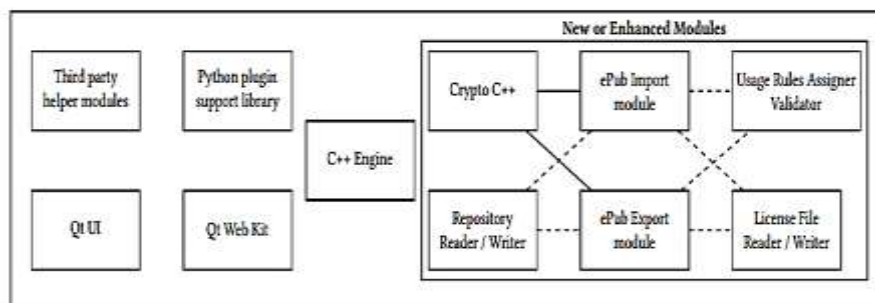 New or Enhanced Modules
Third party
helper modules
Python plugin
support library
Crypto C++
ePub Import
module
Usage Rules Assigner
Validator
C++ Engine
Qt UI
Qt Web Kit
Repository
Reader / Writer
ePub Export
module
License File
Reader / Writer